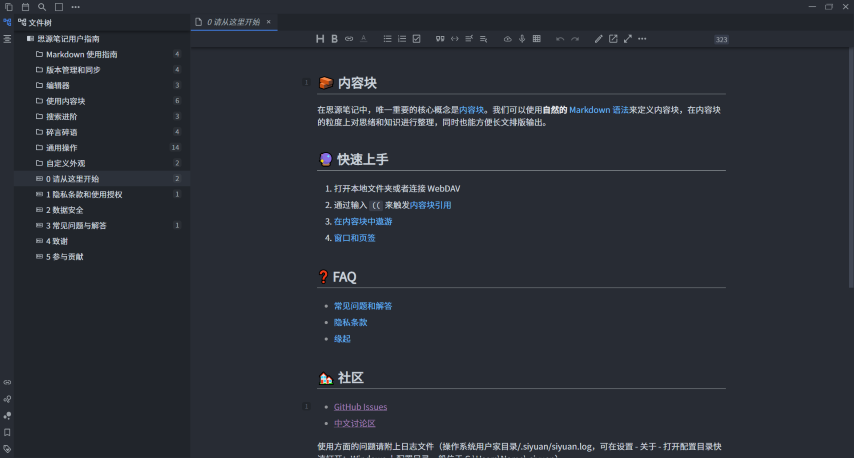 文件树
0 请从这里开始
思源笔记用户指南
Markdown 使用指南 4
版本管理和同步 4
编辑器 3
使用内容块 6
搜索进阶 3
碎言碎语 4
通用操作 14
自定义外观 2
0 请从这里开始 2
1 隐私条款和使用授权 1
2 数据安全
3 常见问题与解答 1
4 致谢
5 参与贡献
323
内容块
在思源笔记中，唯一重要的核心概念是内容块。我们可以使用自然的 Markdown 语法来定义内容块，在内容块
的粒度上对思绪和知识进行整理，同时也能方便长文排版输出。
快速上手
1. 打开本地文件夹或者连接 WebDAV
2. 通过输入 (( 来触发内容块引用
3. 在内容块中遨游
4. 窗口和页签
FAQ
常见问题和解答
隐私条款
缘起
社区
GitHub Issues
中文讨论区
使用方面的问题请附上日志文件（操作系统用户家目录/.siyuan/siyuan.log，可在设置 - 关于 - 打开配置目录快